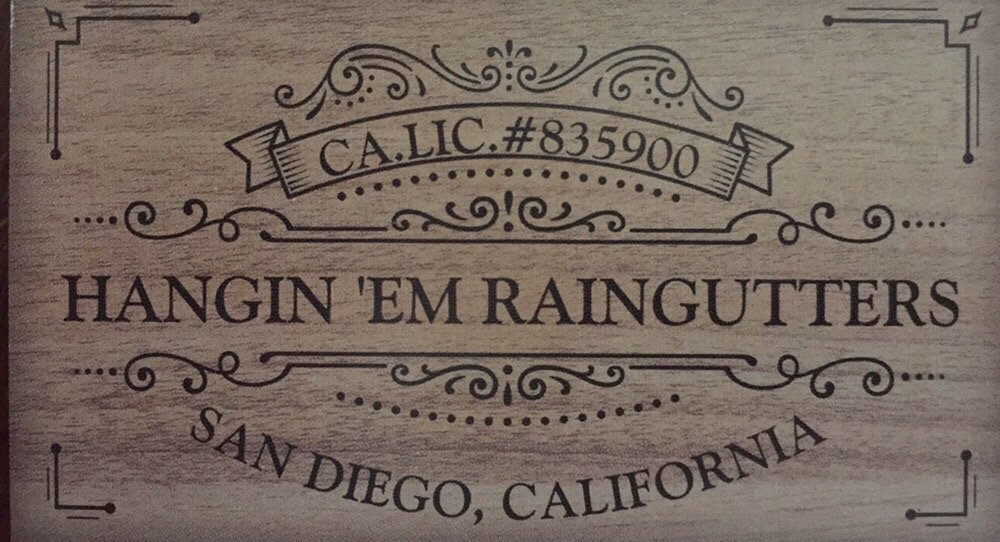 CA.LIC.#835900
HANGIN 'EM RAINGUTTERS
SAN DIEGO, CALIFORNIA